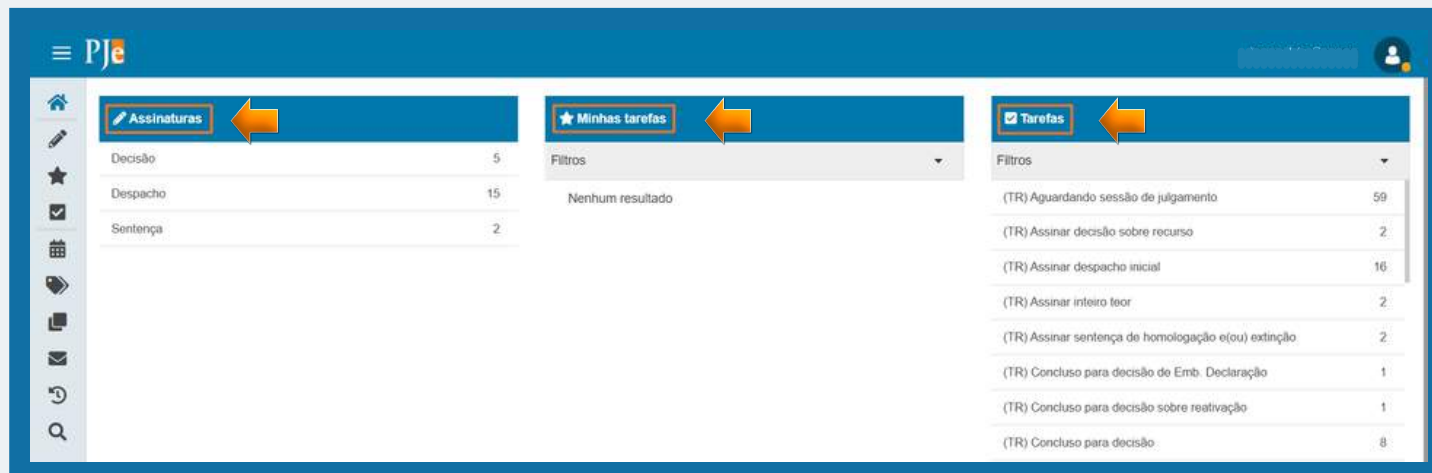 PJe
Assinaturas
Decisão 5
Despacho 15
Sentença 2
Minhas tarefas
Filtros
Nenhum resultado
Tarefas
Filtros
(TR) Aguardando sessão de julgamento 59
(TR) Assinar decisão sobre recurso 2
(TR) Assinar despacho inicial 16
(TR) Assinar inteiro teor 2
(TR) Assinar sentença de homologação e(ou) extinção 2
(TR) Concluso para decisão de Emb. Declaração 1
(TR) Concluso para decisão sobre reativação 1
(TR) Concluso para decisão 8